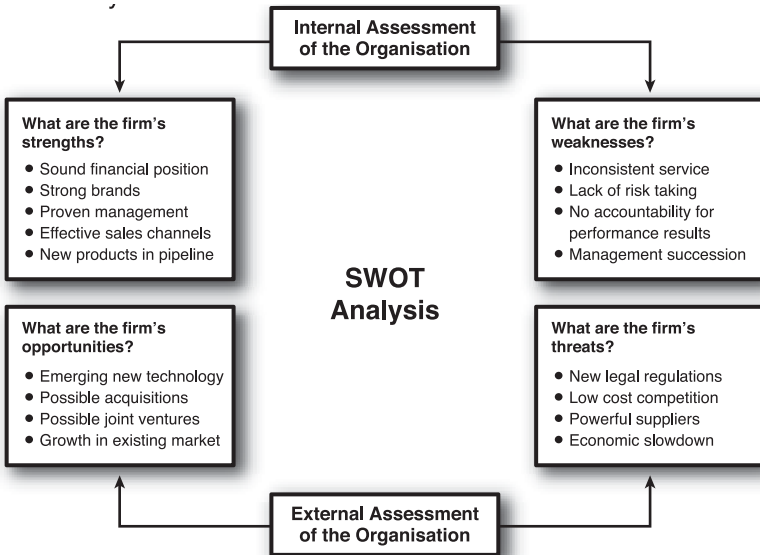 Internal Assessment
of the Organisation
What are the firm's
strengths?
● Sound financial position
● Strong brands
● Proven management
● Effective sales channels
● New products in pipeline
What are the firm's
weaknesses?
● Inconsistent service
● Lack of risk taking
● No accountability for
performance results
● Management succession
SWOT
Analysis
What are the firm's
opportunities?
● Emerging new technology
● Possible acquisitions
● Possible joint ventures
● Growth in existing market
What are the firm's
threats?
● New legal regulations
● Low cost competition
● Powerful suppliers
● Economic slowdown
External Assessment
of the Organisation